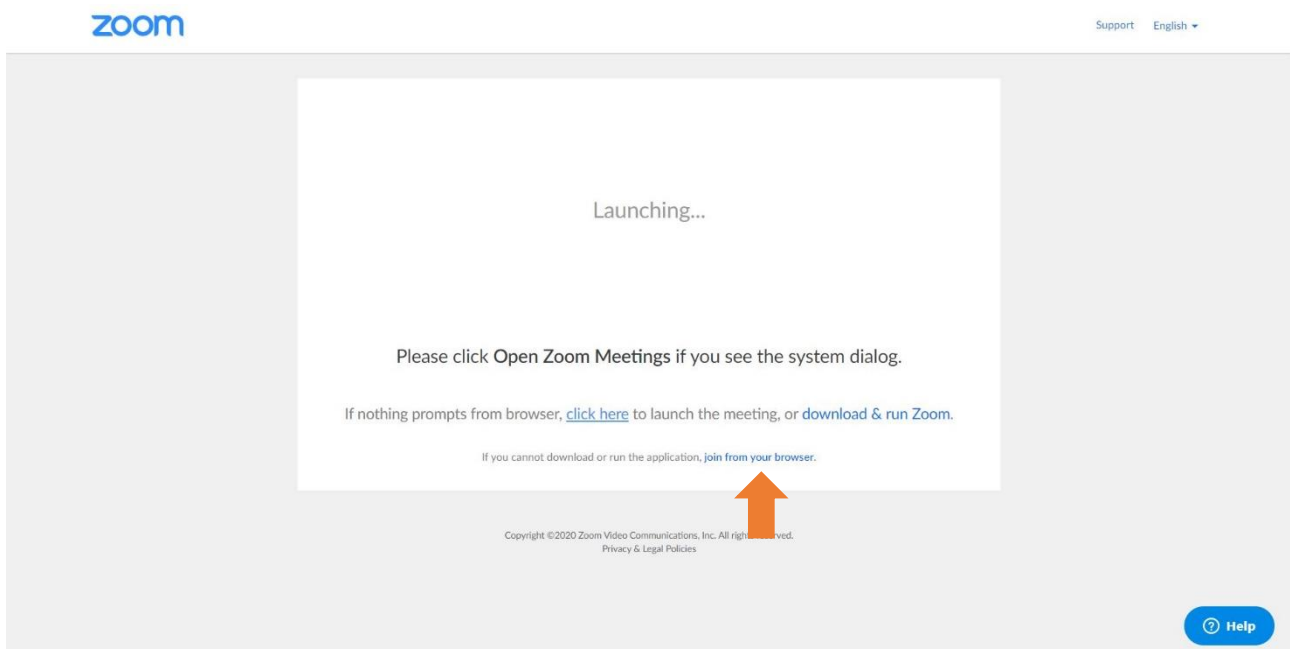 zoom
Support English
Launching...
Please click Open Zoom Meetings if you see the system dialog.
If nothing prompts from browser, click here to launch the meeting, or download & run Zoom.
If you cannot download or run the application, join from your browser.
Copyright ©2020 Zoom Video Communications, Inc. All
Privacy & Legal Policies
Help